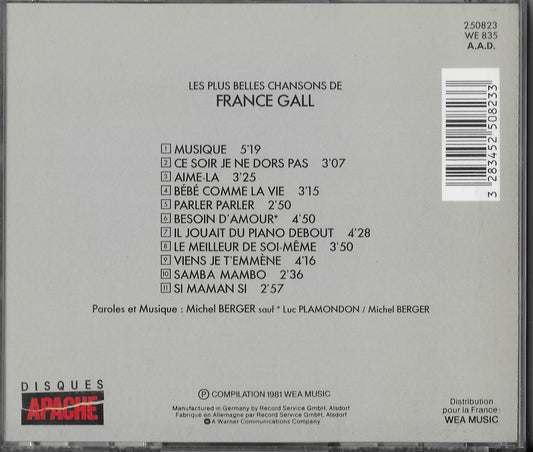 250823
WE 835
A.A.D.
LES PLUS BELLES CHANSONS DE
FRANCE GALL
1 MUSIQUE 5'19
2 CE SOIR JE NE DORS PAS 3'07
3 AIME-LA 3'25
4 BÉBÉ COMME LA VIE 3'15
5 PARLER PARLER 2'50
6 BESOIN D'AMOUR* 4'50
7 IL JOUAIT DU PIANO DEBOUT 4'28
8 LE MEILLEUR DE SOI-MÊME 3'50
9 VIENS JE T'EMMÈNE 4'16
10 SAMBA MAMBO 2'36
11 SI MAMAN SI 2'57
Paroles et Musique : Michel BERGER sauf * Luc PLAMONDON / Michel BERGER
3 283452 508233
DISQUES
APACHE
Ⓟ COMPILATION 1981 WEA MUSIC
Manufactured in Germany by Record Service GmbH, Alsdorf
Fabriqué en Allemagne par Record Service GmbH, Alsdorf
A Warner Communications Company
Distribution
pour la France :
WEA MUSIC